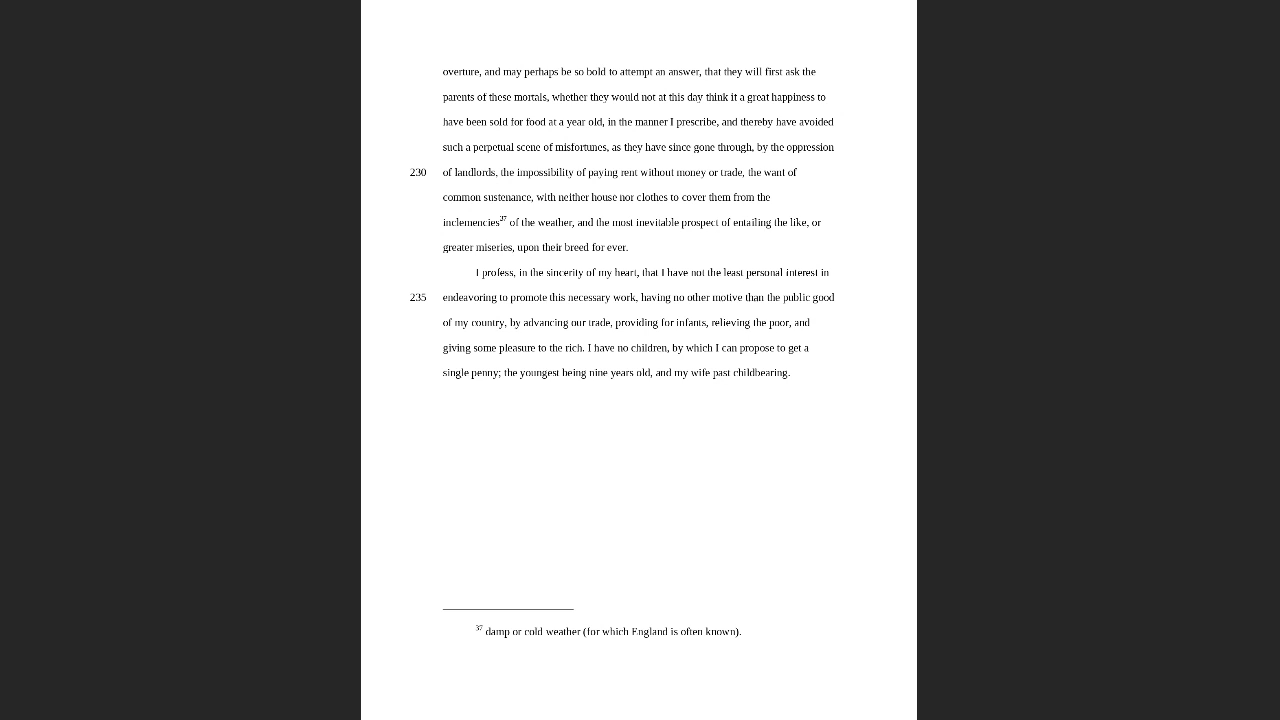 overture, and may perhaps be so bold to attempt an answer, that they will first ask the
parents of these mortals, whether they would not at this day think it a great happiness to
have been sold for food at a year old, in the manner I prescribe, and thereby have avoided
such a perpetual scene of misfortunes, as they have since gone through, by the oppression
230 of landlords, the impossibility of paying rent without money or trade, the want of
common sustenance, with neither house nor clothes to cover them from the
inclemencies37 of the weather, and the most inevitable prospect of entailing the like, or
greater miseries, upon their breed for ever.
I profess, in the sincerity of my heart, that I have not the least personal interest in
235 endeavoring to promote this necessary work, having no other motive than the public good
of my country, by advancing our trade, providing for infants, relieving the poor, and
giving some pleasure to the rich. I have no children, by which I can propose to get a
single penny; the youngest being nine years old, and my wife past childbearing.
37 damp or cold weather (for which England is often known).